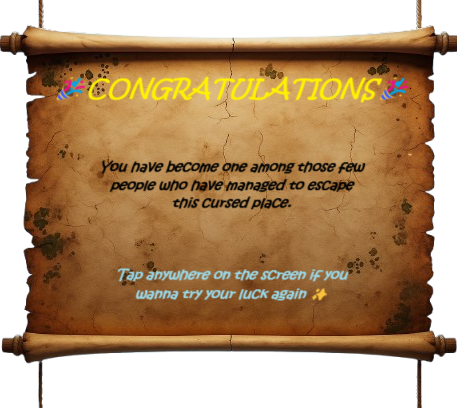 🎉CONGRATULATIONS🎉
You have become one among those few
people who have managed to escape
this cursed place.
Tap anywhere on the screen if you
wanna try your luck again ✨